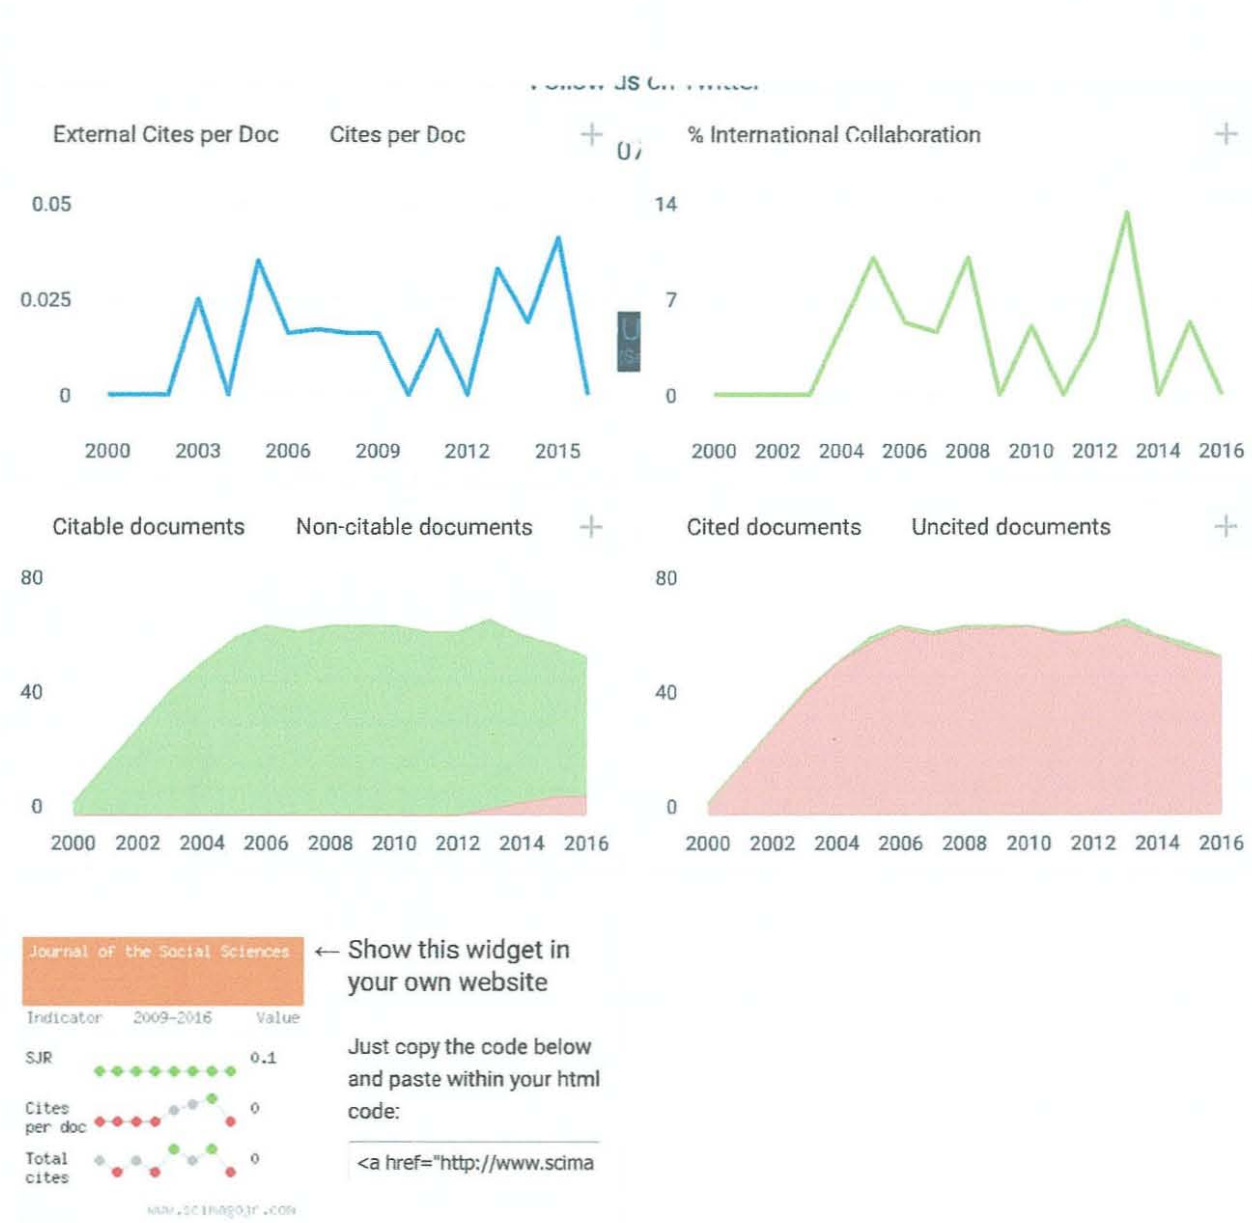 External Cites per Doc Cites per Doc +
0.05
0.025
0
2000 2003 2006 2009 2012 2015
% International Collaboration +
14
7
0
2000 2002 2004 2006 2008 2010 2012 2014 2016
Citable documents Non-citable documents +
80
40
0
2000 2002 2004 2006 2008 2010 2012 2014 2016
Cited documents Uncited documents +
80
40
0
2000 2002 2004 2006 2008 2010 2012 2014 2016
Journal of the Social Sciences
Indicator 2009-2016 Value
SJR 0.1
Cites
per doc 0
Total
cites 0
www.scimagojr.com
← Show this widget in
your own website
Just copy the code below
and paste within your html
code:
<a href="http://www.scima